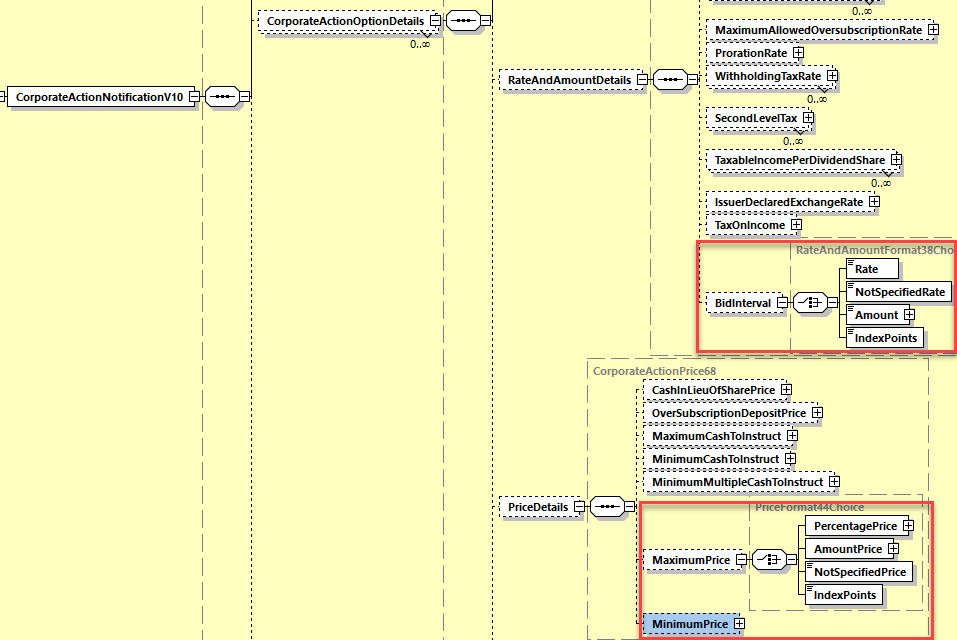 CorporateActionOptionDetails
0..∞
CorporateActionNotificationV10
RateAndAmountDetails
0..∞
MaximumAllowedOversubscriptionRate
ProrationRate
WithholdingTaxRate
0..∞
SecondLevelTax
0..∞
TaxableIncomePerDividendShare
0..∞
IssuerDeclaredExchangeRate
TaxOnIncome
RateAndAmountFormat38Cho
BidInterval
Rate
NotSpecifiedRate
Amount
IndexPoints
CorporateActionPrice68
PriceDetails
CashInLieuOfSharePrice
OverSubscriptionDepositPrice
MaximumCashToInstruct
MinimumCashToInstruct
MinimumMultipleCashToInstruct
PriceFormat44Choice
MaximumPrice
PercentagePrice
AmountPrice
NotSpecifiedPrice
IndexPoints
MinimumPrice